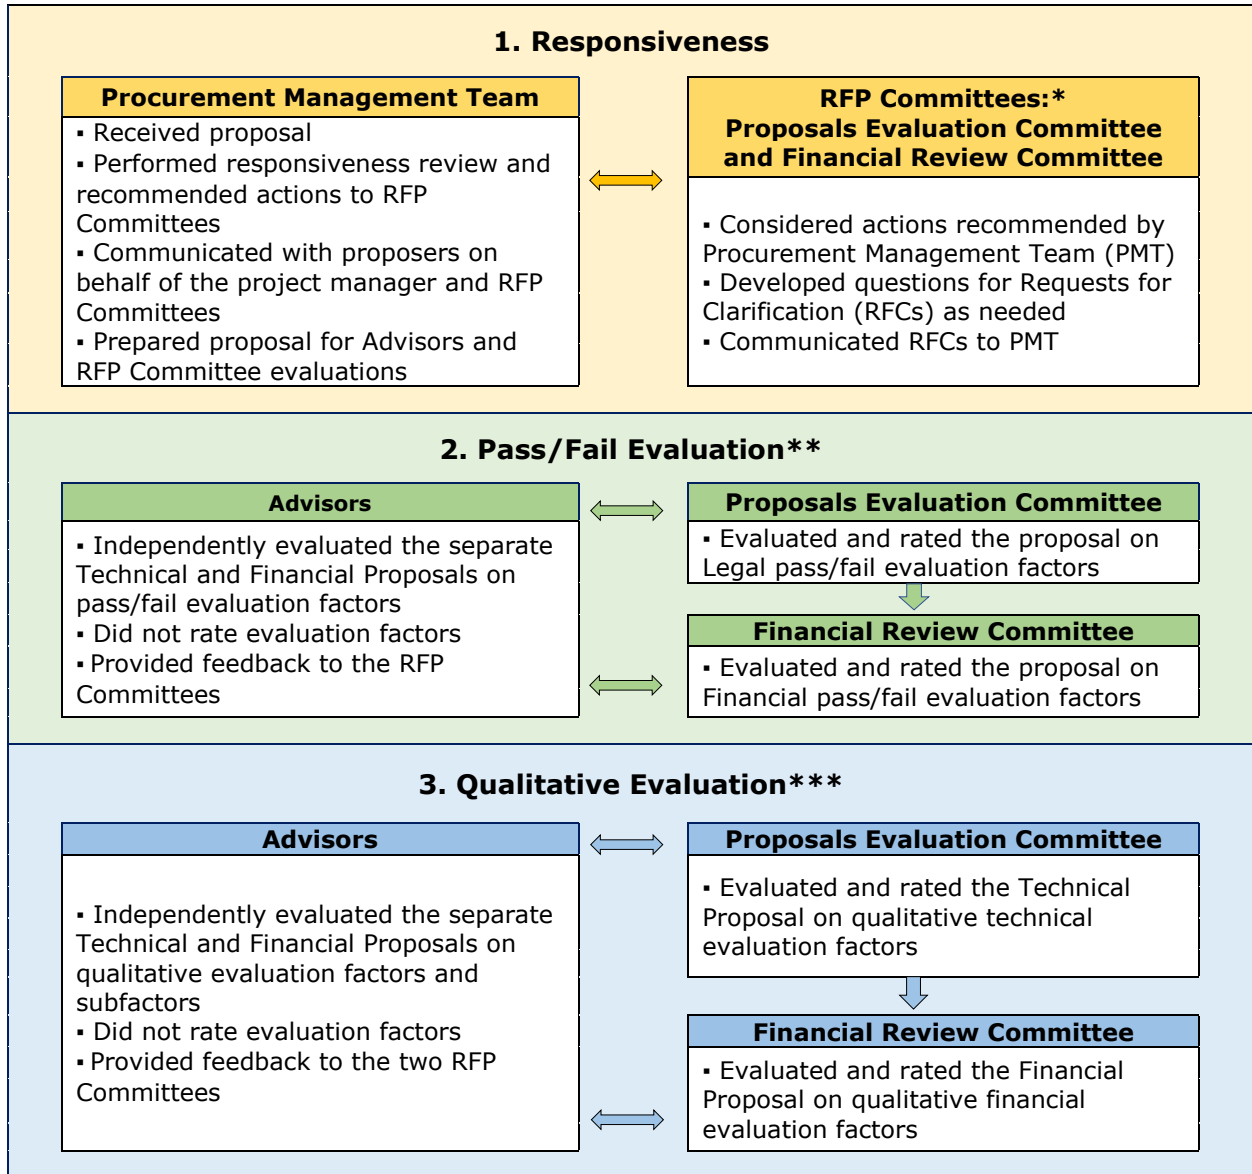 1. Responsiveness
Procurement Management Team
▪ Received proposal
▪ Performed responsiveness review and
recommended actions to RFP
Committees
▪ Communicated with proposers on
behalf of the project manager and RFP
Committees
▪ Prepared proposal for Advisors and
RFP Committee evaluations
RFP Committees:*
Proposals Evaluation Committee
and Financial Review Committee
▪ Considered actions recommended by
Procurement Management Team (PMT)
▪ Developed questions for Requests for
Clarification (RFCs) as needed
▪ Communicated RFCs to PMT
2. Pass/Fail Evaluation**
Advisors
▪ Independently evaluated the separate
Technical and Financial Proposals on
pass/fail evaluation factors
▪ Did not rate evaluation factors
▪ Provided feedback to the RFP
Committees
Proposals Evaluation Committee
▪ Evaluated and rated the proposal on
Legal pass/fail evaluation factors
Financial Review Committee
▪ Evaluated and rated the proposal on
Financial pass/fail evaluation factors
3. Qualitative Evaluation***
Advisors
▪ Independently evaluated the separate
Technical and Financial Proposals on
qualitative evaluation factors and
subfactors
▪ Did not rate evaluation factors
▪ Provided feedback to the two RFP
Committees
Proposals Evaluation Committee
▪ Evaluated and rated the Technical
Proposal on qualitative technical
evaluation factors
Financial Review Committee
▪ Evaluated and rated the Financial
Proposal on qualitative financial
evaluation factors